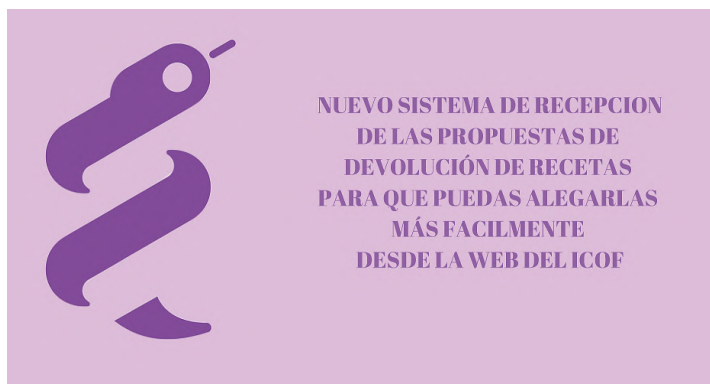 NUEVO SISTEMA DE RECEPCION
DE LAS PROPUESTAS DE
DEVOLUCIÓN DE RECETAS
PARA QUE PUEDAS ALEGARLAS
MÁS FACILMENTE
DESDE LA WEB DEL ICOF